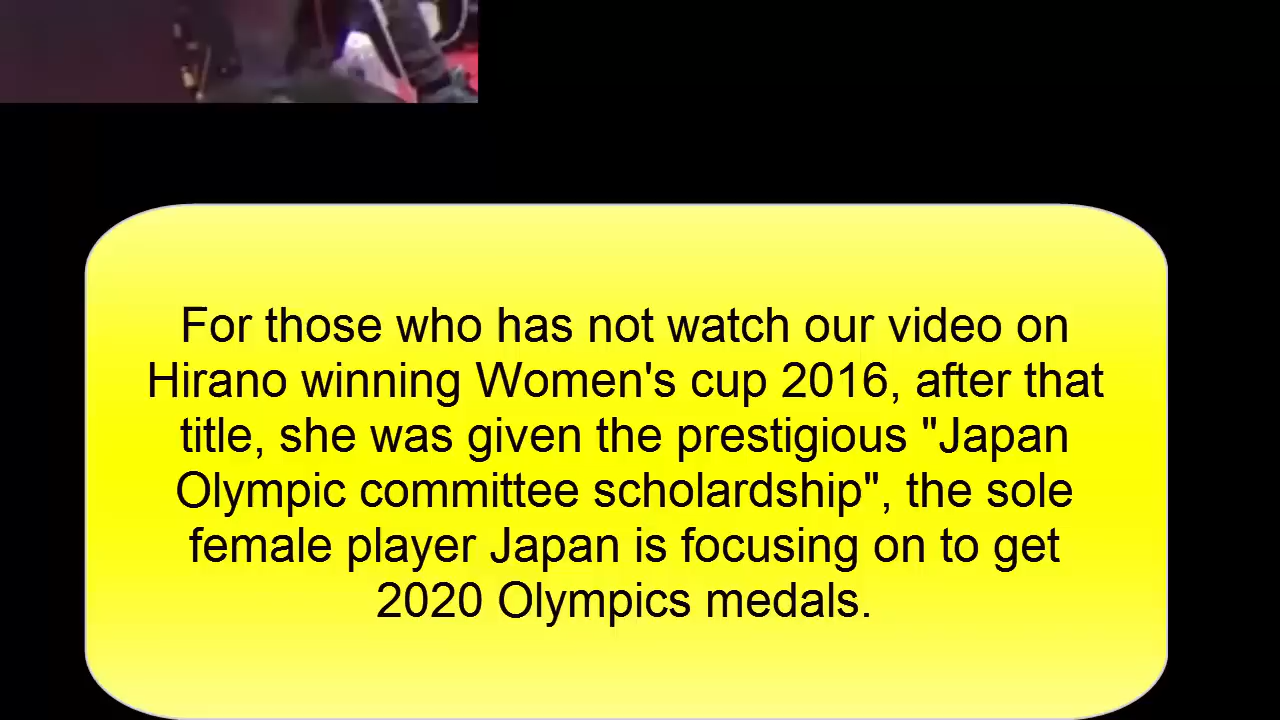 For those who has not watch our video on
Hirano winning Women's cup 2016, after that
title, she was given the prestigious "Japan
Olympic committee scholardship", the sole
female player Japan is focusing on to get
2020 Olympics medals.